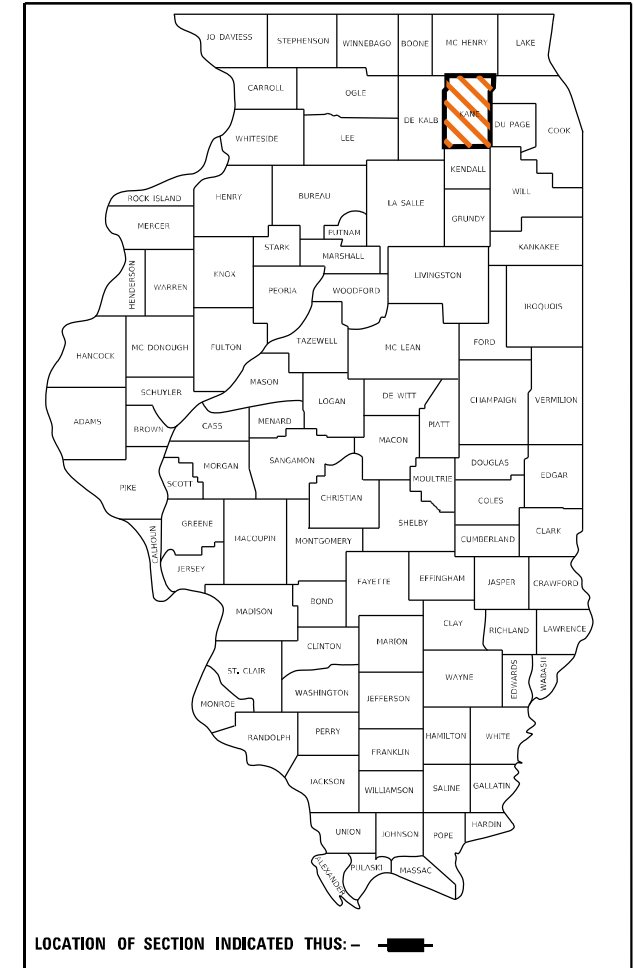 JO DAVIESS
STEPHENSON
WINNEBAGO
BOONE
MC HENRY
LAKE
CARROLL
OGLE
DE KALB
KANE
DU PAGE
COOK
WHITESIDE
LEE
KENDALL
WILL
ROCK ISLAND
HENRY
BUREAU
LA SALLE
GRUNDY
MERCER
PUTNAM
KANKAKEE
STARK
MARSHALL
HENDERSON
WARREN
KNOX
PEORIA
WOODFORD
LIVINGSTON
IROQUOIS
HANCOCK
MC DONOUGH
FULTON
TAZEWELL
MC LEAN
FORD
MASON
SCHUYLER
LOGAN
DE WITT
CHAMPAIGN
VERMILION
ADAMS
BROWN
CASS
MENARD
MACON
PIATT
MORGAN
SANGAMON
DOUGLAS
EDGAR
PIKE
SCOTT
CHRISTIAN
MOULTRIE
COLES
GREENE
MACOUPIN
MONTGOMERY
SHELBY
CUMBERLAND
CLARK
CALHOUN
JERSEY
FAYETTE
EFFINGHAM
JASPER
CRAWFORD
MADISON
BOND
CLAY
RICHLAND
LAWRENCE
CLINTON
MARION
ST. CLAIR
WAYNE
EDWARDS
WABASH
WASHINGTON
JEFFERSON
MONROE
RANDOLPH
PERRY
HAMILTON
WHITE
FRANKLIN
JACKSON
WILLIAMSON
SALINE
GALLATIN
UNION
JOHNSON
POPE
HARDIN
ALEXANDER
PULASKI
MASSAC
LOCATION OF SECTION INDICATED THUS: –